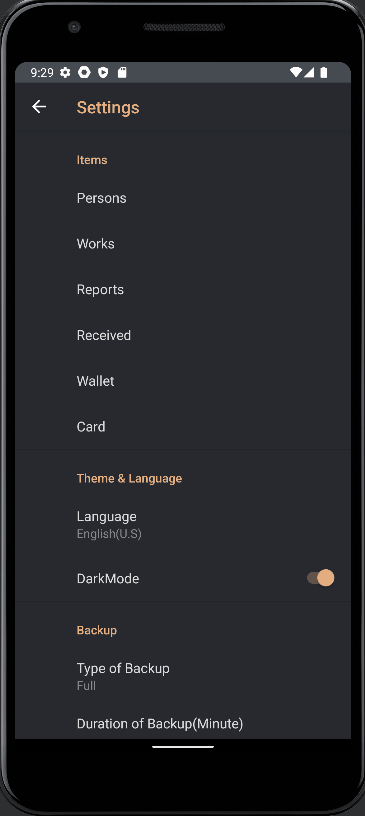 9:29
Settings
Items
Persons
Works
Reports
Received
Wallet
Card
Theme & Language
Language
English(U.S)
DarkMode
Backup
Type of Backup
Full
Duration of Backup(Minute)